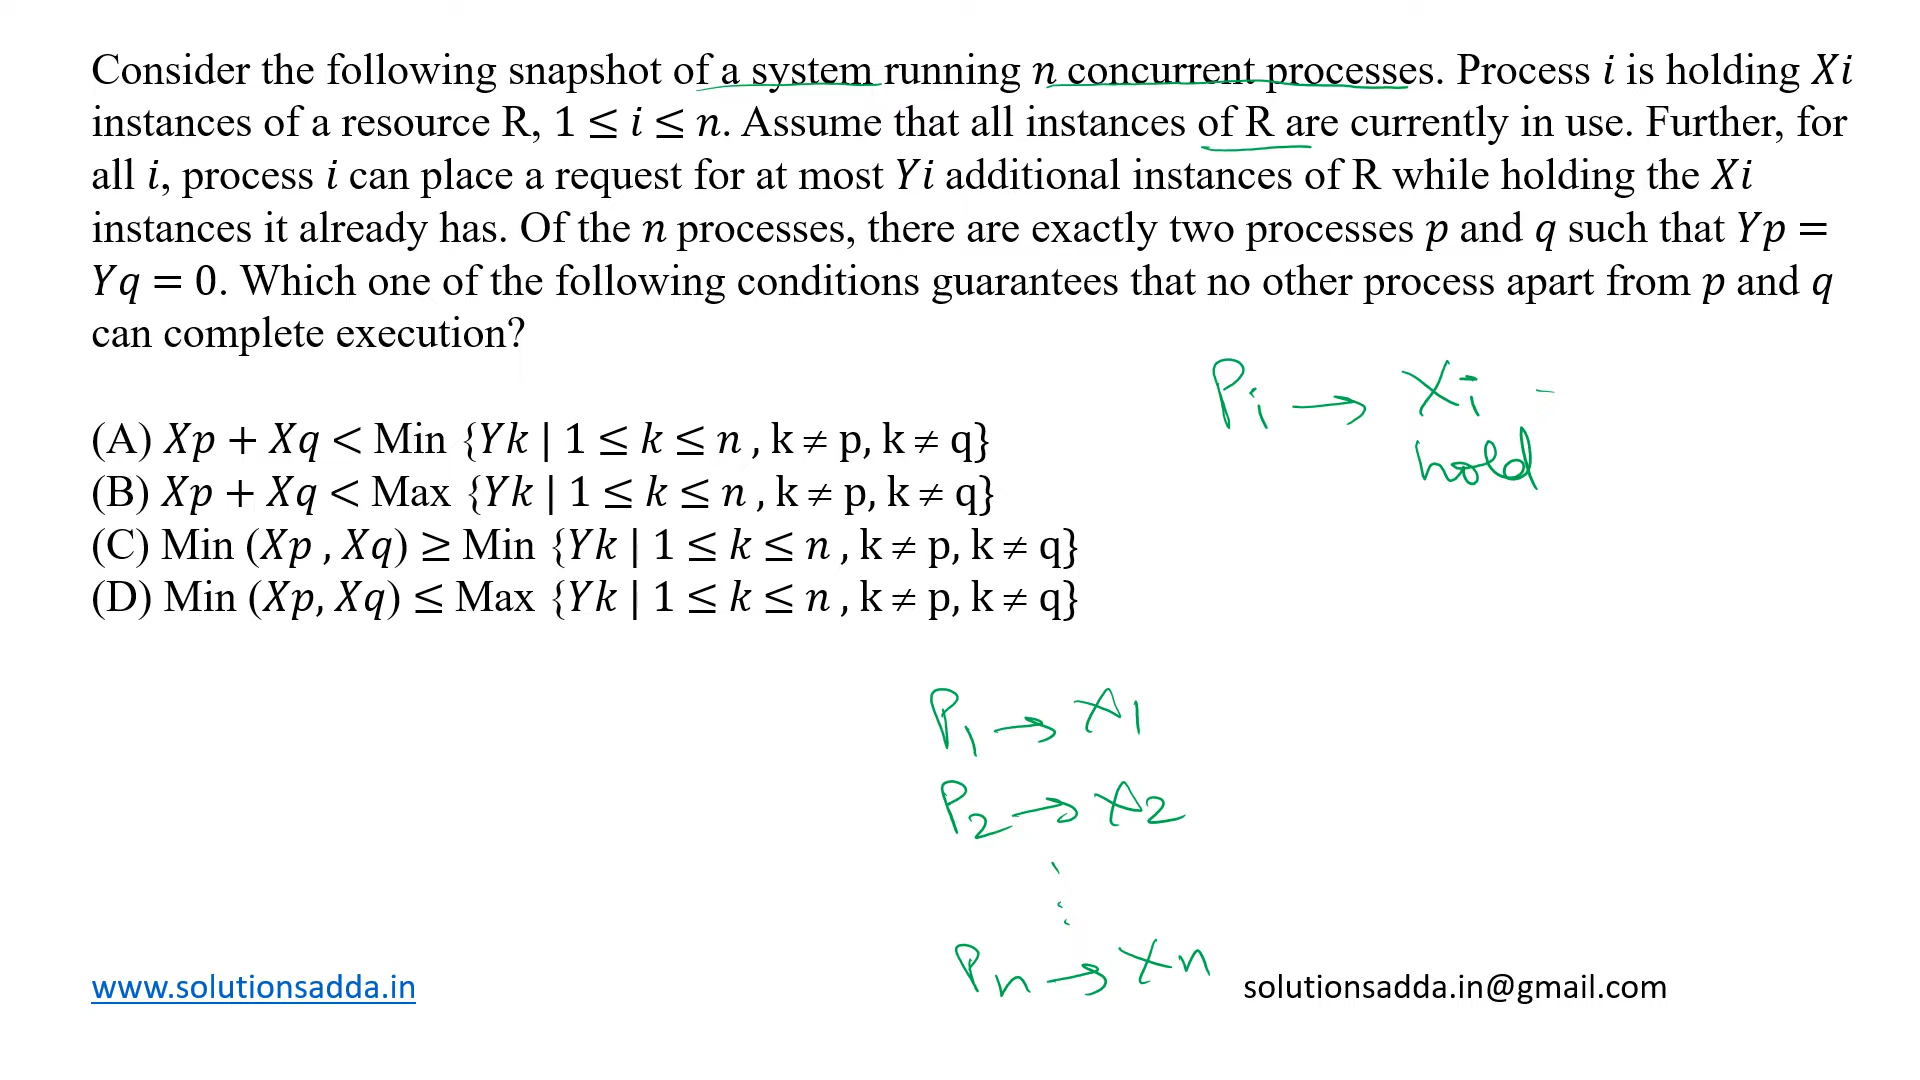 Consider the following snapshot of a system running n concurrent processes. Process i is holding Xi
instances of a resource R, 1 ≤ i ≤ n. Assume that all instances of R are currently in use. Further, for
all i, process i can place a request for at most Yi additional instances of R while holding the Xi
instances it already has. Of the n processes, there are exactly two processes p and q such that Yp =
Yq = 0. Which one of the following conditions guarantees that no other process apart from p and q
can complete execution?
Pi → Xi -
hold
(A) Xp + Xq < Min {Yk | 1 ≤ k ≤ n , k ≠ p, k ≠ q}
(B) Xp + Xq < Max {Yk | 1 ≤ k ≤ n , k ≠ p, k ≠ q}
(C) Min (Xp , Xq) ≥ Min {Yk | 1 ≤ k ≤ n , k ≠ p, k ≠ q}
(D) Min (Xp, Xq) ≤ Max {Yk | 1 ≤ k ≤ n , k ≠ p, k ≠ q}
P1 → X1
P2 → X2
⋮
Pn → Xn
www.solutionsadda.in
solutionsadda.in@gmail.com